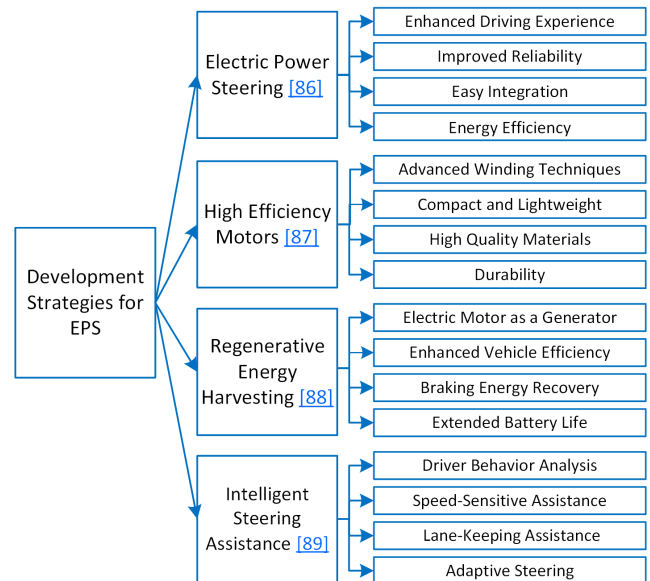 Development
Strategies for
EPS
Electric Power
Steering [86]
Enhanced Driving Experience
Improved Reliability
Easy Integration
Energy Efficiency
High Efficiency
Motors [87]
Advanced Winding Techniques
Compact and Lightweight
High Quality Materials
Durability
Regenerative
Energy
Harvesting [88]
Electric Motor as a Generator
Enhanced Vehicle Efficiency
Braking Energy Recovery
Extended Battery Life
Intelligent
Steering
Assistance [89]
Driver Behavior Analysis
Speed-Sensitive Assistance
Lane-Keeping Assistance
Adaptive Steering